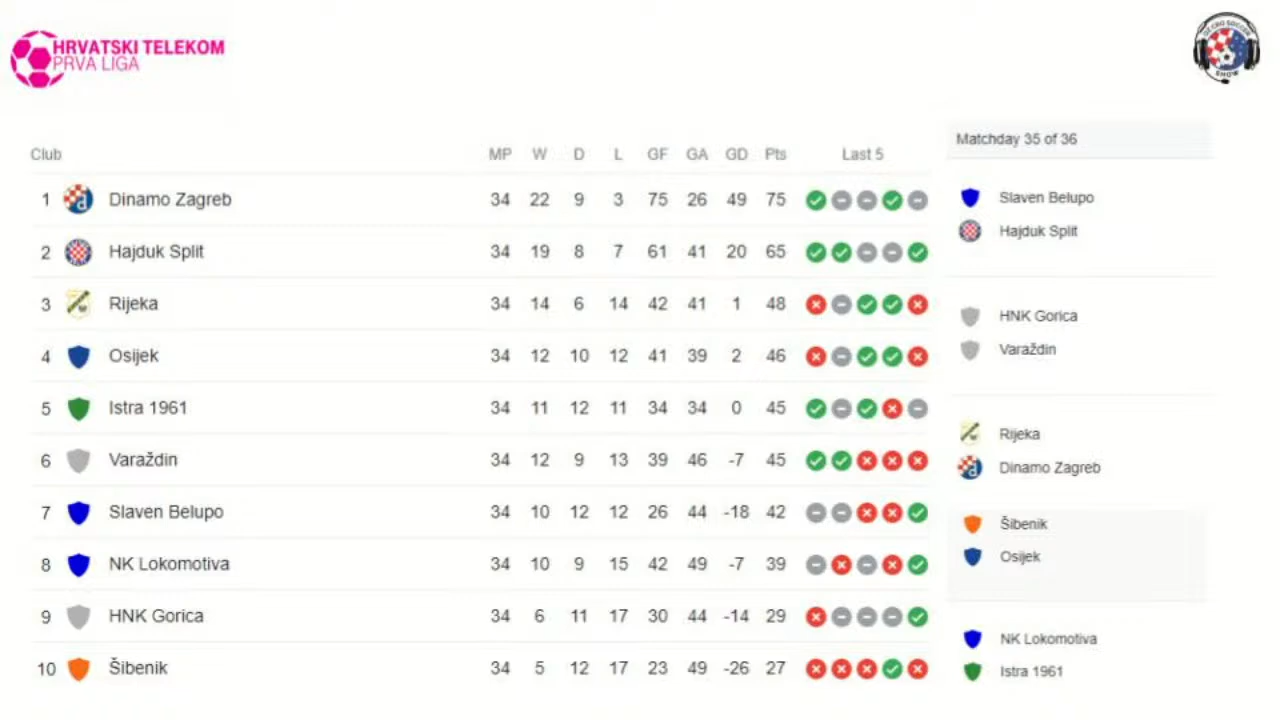 HRVATSKI TELEKOM
PRVA LIGA
OZ CRO SOCCER
SHOW
Club MP W D L GF GA GD Pts Last 5
1 Dinamo Zagreb 34 22 9 3 75 26 49 75
2 Hajduk Split 34 19 8 7 61 41 20 65
3 Rijeka 34 14 6 14 42 41 1 48
4 Osijek 34 12 10 12 41 39 2 46
5 Istra 1961 34 11 12 11 34 34 0 45
6 Varaždin 34 12 9 13 39 46 -7 45
7 Slaven Belupo 34 10 12 12 26 44 -18 42
8 NK Lokomotiva 34 10 9 15 42 49 -7 39
9 HNK Gorica 34 6 11 17 30 44 -14 29
10 Šibenik 34 5 12 17 23 49 -26 27
Matchday 35 of 36
Slaven Belupo
Hajduk Split
HNK Gorica
Varaždin
Rijeka
Dinamo Zagreb
Šibenik
Osijek
NK Lokomotiva
Istra 1961